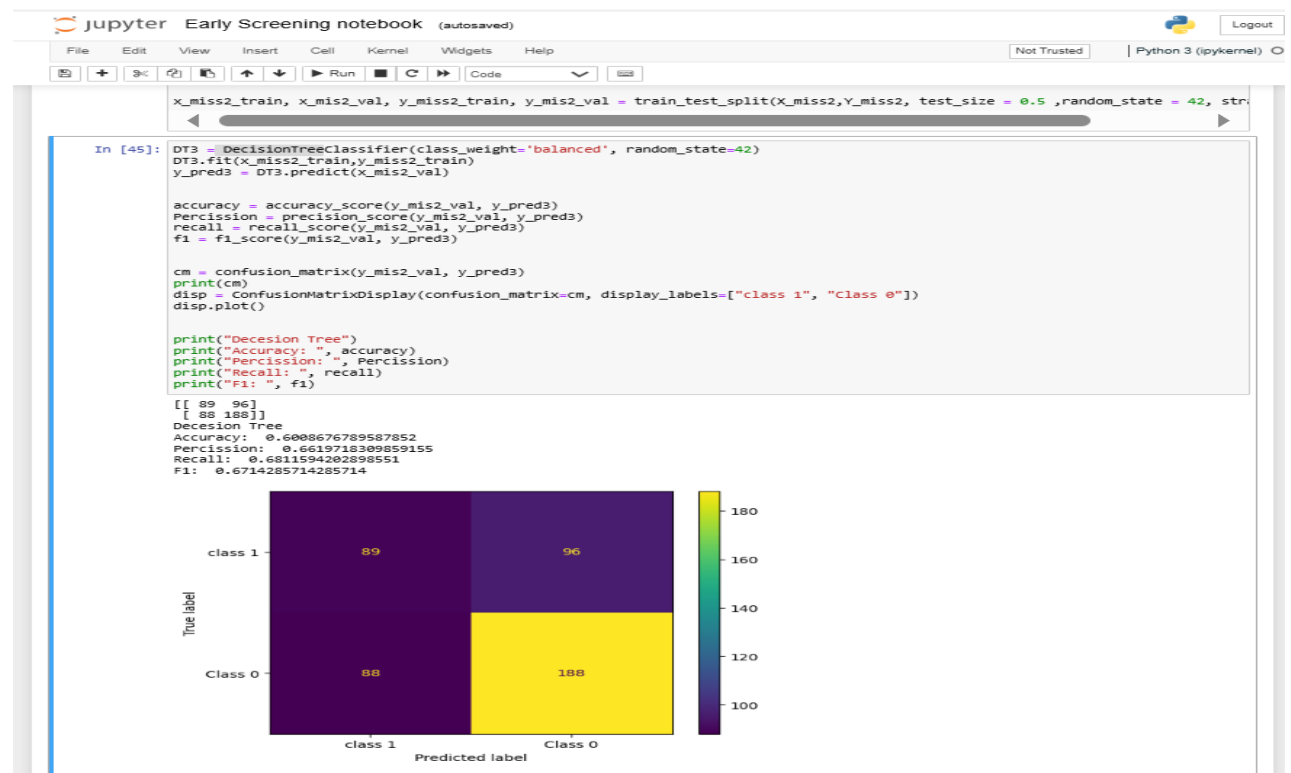 jupyter Early Screening notebook (autosaved)
Logout
File Edit View Insert Cell Kernel Widgets Help
Not Trusted
Python 3 (ipykernel)
Run
Code
x_miss2_train, x_mis2_val, y_miss2_train, y_mis2_val = train_test_split(X_miss2,Y_miss2, test_size = 0.5 ,random_state = 42, stra
In [45]:
DT3 = DecisionTreeClassifier(class_weight='balanced', random_state=42)
DT3.fit(x_miss2_train,y_miss2_train)
y_pred3 = DT3.predict(x_mis2_val)
accuracy = accuracy_score(y_mis2_val, y_pred3)
Percission = precision_score(y_mis2_val, y_pred3)
recall = recall_score(y_mis2_val, y_pred3)
f1 = f1_score(y_mis2_val, y_pred3)
cm = confusion_matrix(y_mis2_val, y_pred3)
print(cm)
disp = ConfusionMatrixDisplay(confusion_matrix=cm, display_labels=["class 1", "Class 0"])
disp.plot()
print("Decesion Tree")
print("Accuracy: ", accuracy)
print("Percission: ", Percission)
print("Recall: ", recall)
print("F1: ", f1)
[[ 89 96]
[ 88 188]]
Decesion Tree
Accuracy: 0.6008676789587852
Percission: 0.6619718309859155
Recall: 0.6811594202898551
F1: 0.6714285714285714
180
class 1 89 96
160
True label
140
120
Class 0 88 188
100
class 1 Class 0
Predicted label